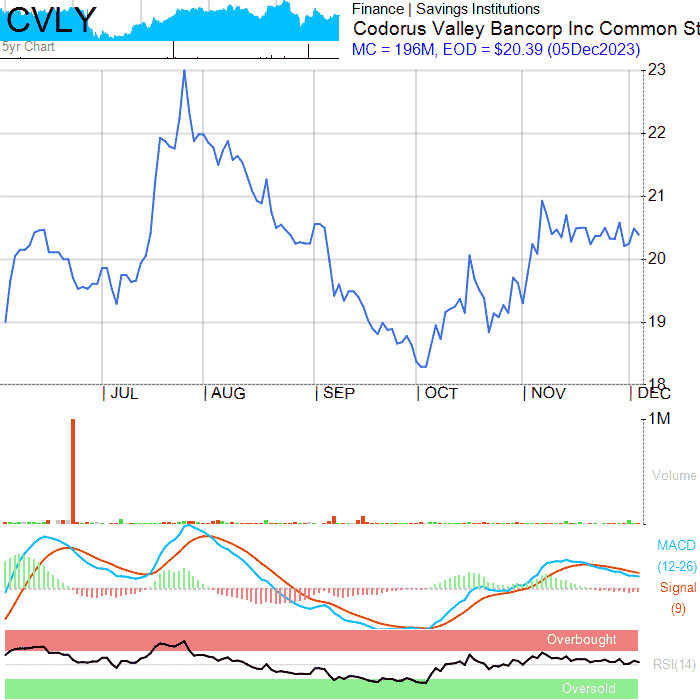 CVLY
5yr Chart
Finance | Savings Institutions
Codorus Valley Bancorp Inc Common St
MC = 196M, EOD = $20.39 (05Dec2023)
23
22
21
20
19
18
| JUL | AUG | SEP | OCT | NOV | DEC
1M
Volume
MACD
(12-26)
Signal
(9)
Overbought
RSI(14)
Oversold